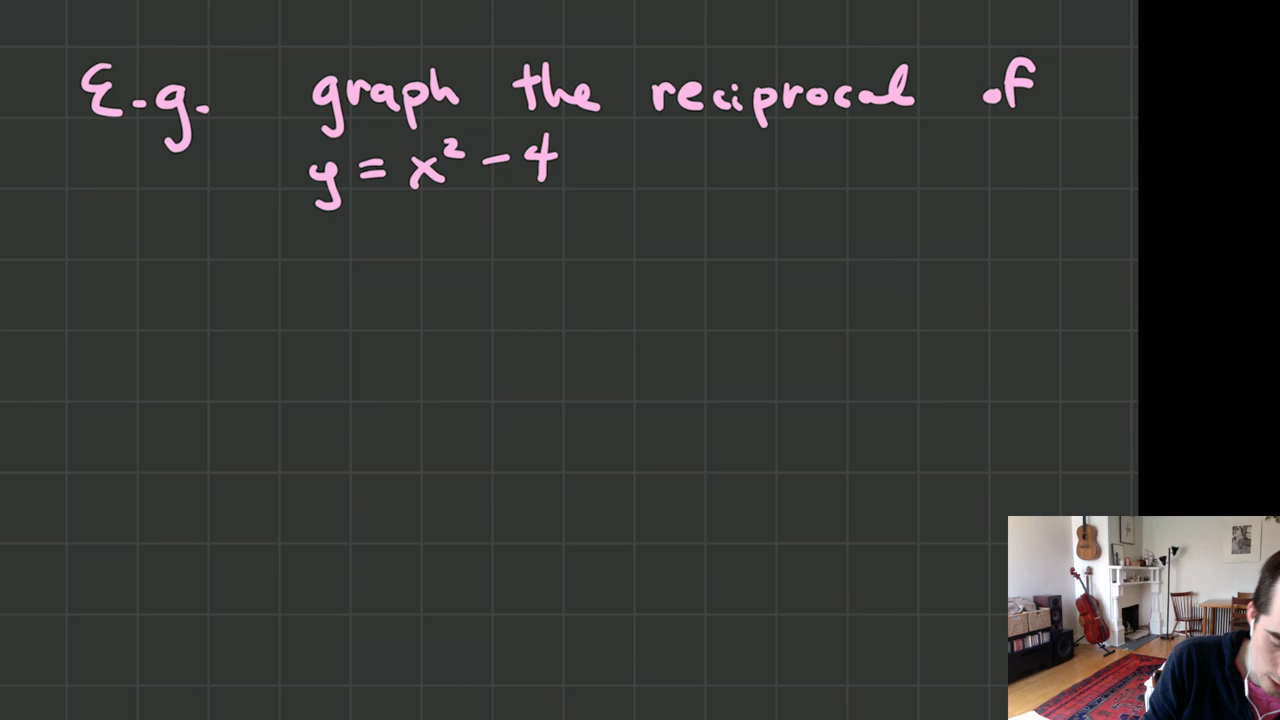 E.g. graph the reciprocal of
y = x² - 4